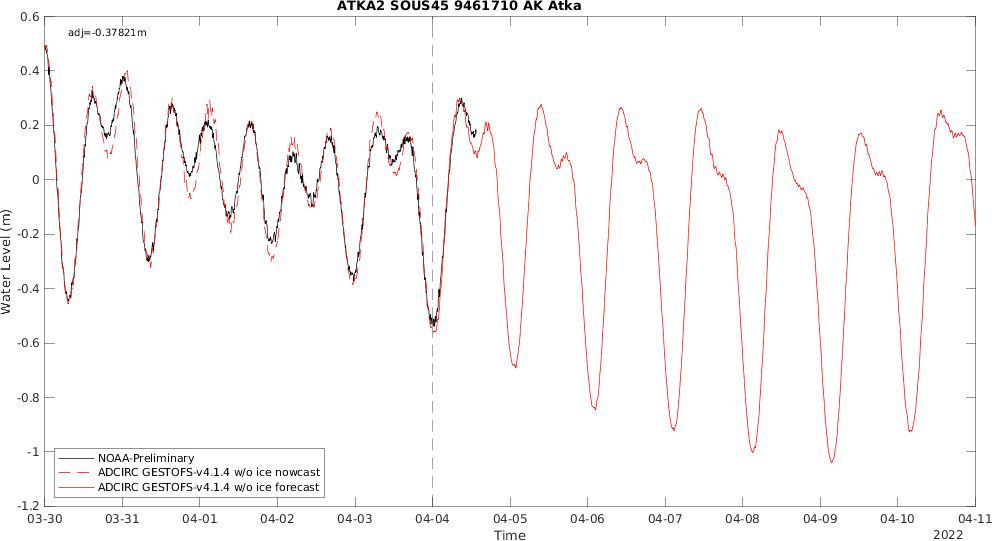 ATKA2 SOUS45 9461710 AK Atka
adj=-0.37821m
0.6
0.4
0.2
0
-0.2
-0.4
-0.6
-0.8
-1
-1.2
Water Level (m)
NOAA-Preliminary
ADCIRC GESTOFS-v4.1.4 w/o ice nowcast
ADCIRC GESTOFS-v4.1.4 w/o ice forecast
03-30 03-31 04-01 04-02 04-03 04-04 04-05 04-06 04-07 04-08 04-09 04-10 04-11
Time
2022